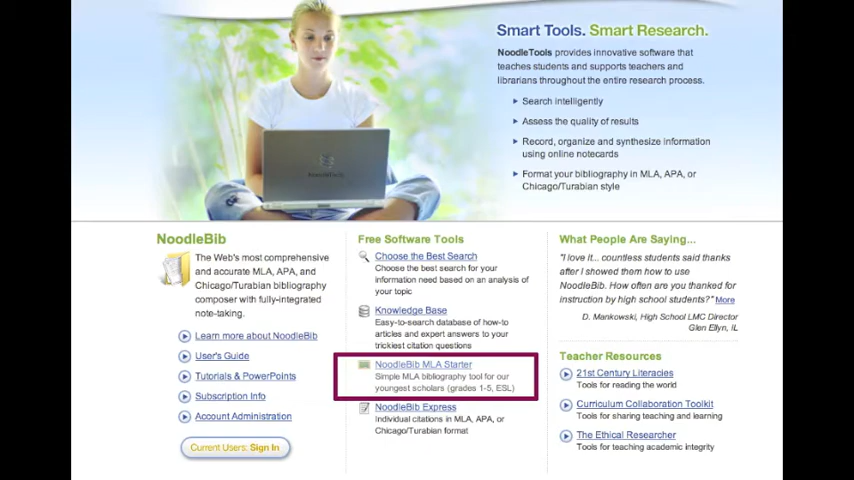 Smart Tools. Smart Research.
NoodleTools provides innovative software that
teaches students and supports teachers and
librarians throughout the entire research process.
Search intelligently
Assess the quality of results
Record, organize and synthesize information
using online notecards
Format your bibliography in MLA, APA, or
Chicago/Turabian style
NoodleBib
The Web's most comprehensive
and accurate MLA, APA, and
Chicago/Turabian bibliography
composer with fully-integrated
note-taking.
Learn more about NoodleBib
User's Guide
Tutorials & PowerPoints
Subscription Info
Account Administration
Current Users: Sign In
Free Software Tools
Choose the Best Search
Choose the best search for your
information need based on an analysis of
your topic
Knowledge Base
Easy-to-search database of how-to
articles and expert answers to your
trickiest citation questions
NoodleBib MLA Starter
Simple MLA bibliography tool for our
youngest scholars (grades 1-5, ESL)
NoodleBib Express
Individual citations in MLA, APA, or
Chicago/Turabian format
What People Are Saying...
"I love it... countless students said thanks
after I showed them how to use
NoodleBib. How often are you thanked for
instruction by high school students?" More
D. Mankowski, High School LMC Director
Glen Ellyn, IL
Teacher Resources
21st Century Literacies
Tools for reading the world
Curriculum Collaboration Toolkit
Tools for sharing teaching and learning
The Ethical Researcher
Tools for teaching academic integrity